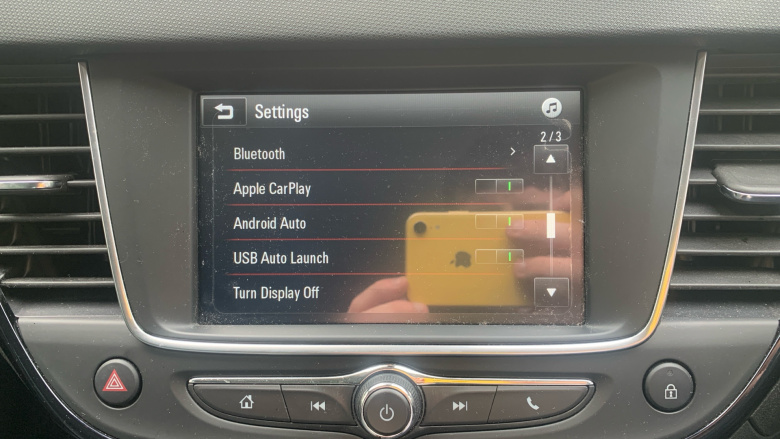 Settings
2/3
Bluetooth
Apple CarPlay
Android Auto
USB Auto Launch
Turn Display Off